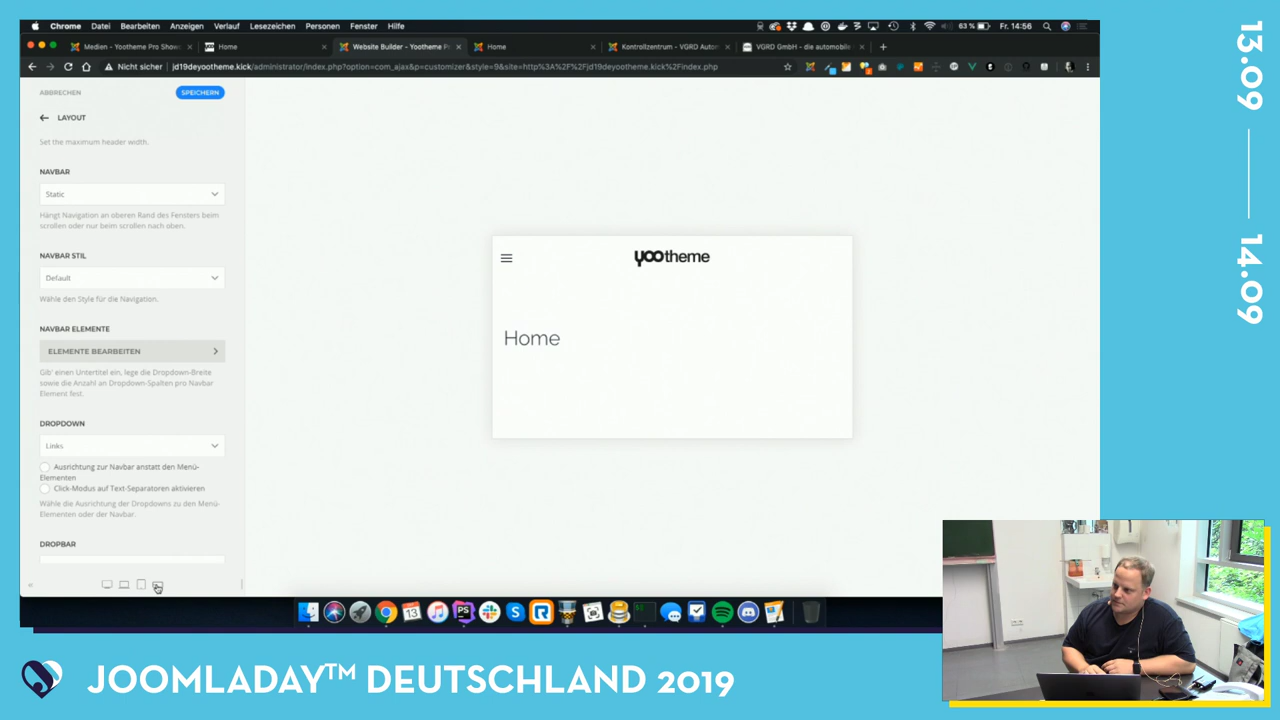 Chrome Datei Bearbeiten Anzeigen Verlauf Lesezeichen Personen Fenster Hilfe
63 % Fr. 14:56
Medien - Yootheme Pro Show
Home
Website Builder - Yootheme P
Home
Kontrollzentrum - VGRD Auto
VGRD GmbH - die automobile
Nicht sicher | jd19deyootheme.kick/administrator/index.php?option=com_ajax&p=customizer&style=9&site=http%3A%2F%2Fjd19deyootheme.kick%2Findex.php
ABBRECHEN
SPEICHERN
LAYOUT
Set the maximum header width.
NAVBAR
Static
Hängt Navigation an oberen Rand des Fensters beim
scrollen oder nur beim scrollen nach oben.
NAVBAR STIL
Default
Wähle den Style für die Navigation.
NAVBAR ELEMENTE
ELEMENTE BEARBEITEN
Gib' einen Untertitel ein, lege die Dropdown-Breite
sowie die Anzahl an Dropdown-Spalten pro Navbar
Element fest.
DROPDOWN
Links
Ausrichtung zur Navbar anstatt den Menü-
Elementen
Click-Modus auf Text-Separatoren aktivieren
Wähle die Ausrichtung der Dropdowns zu den Menü-
Elementen oder der Navbar.
DROPBAR
yootheme
Home
13.09
14.09
JOOMLADAY™ DEUTSCHLAND 2019